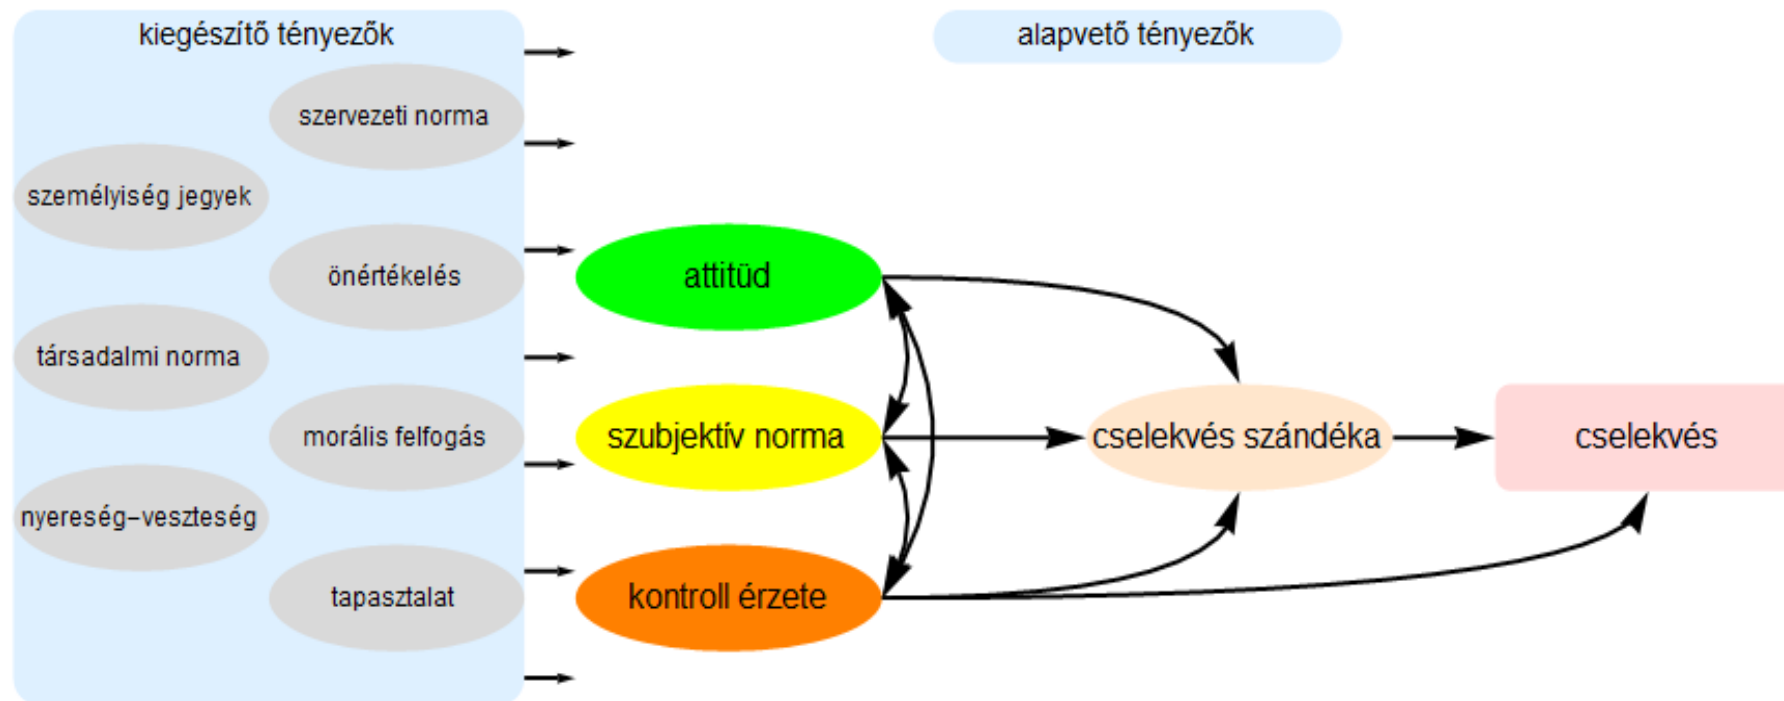 kiegészítő tényezők
alapvető tényezők
szervezeti norma
személyiség jegyek
önértékelés
attitüd
társadalmi norma
morális felfogás
szubjektív norma
cselekvés szándéka
cselekvés
nyereség–veszteség
tapasztalat
kontroll érzete